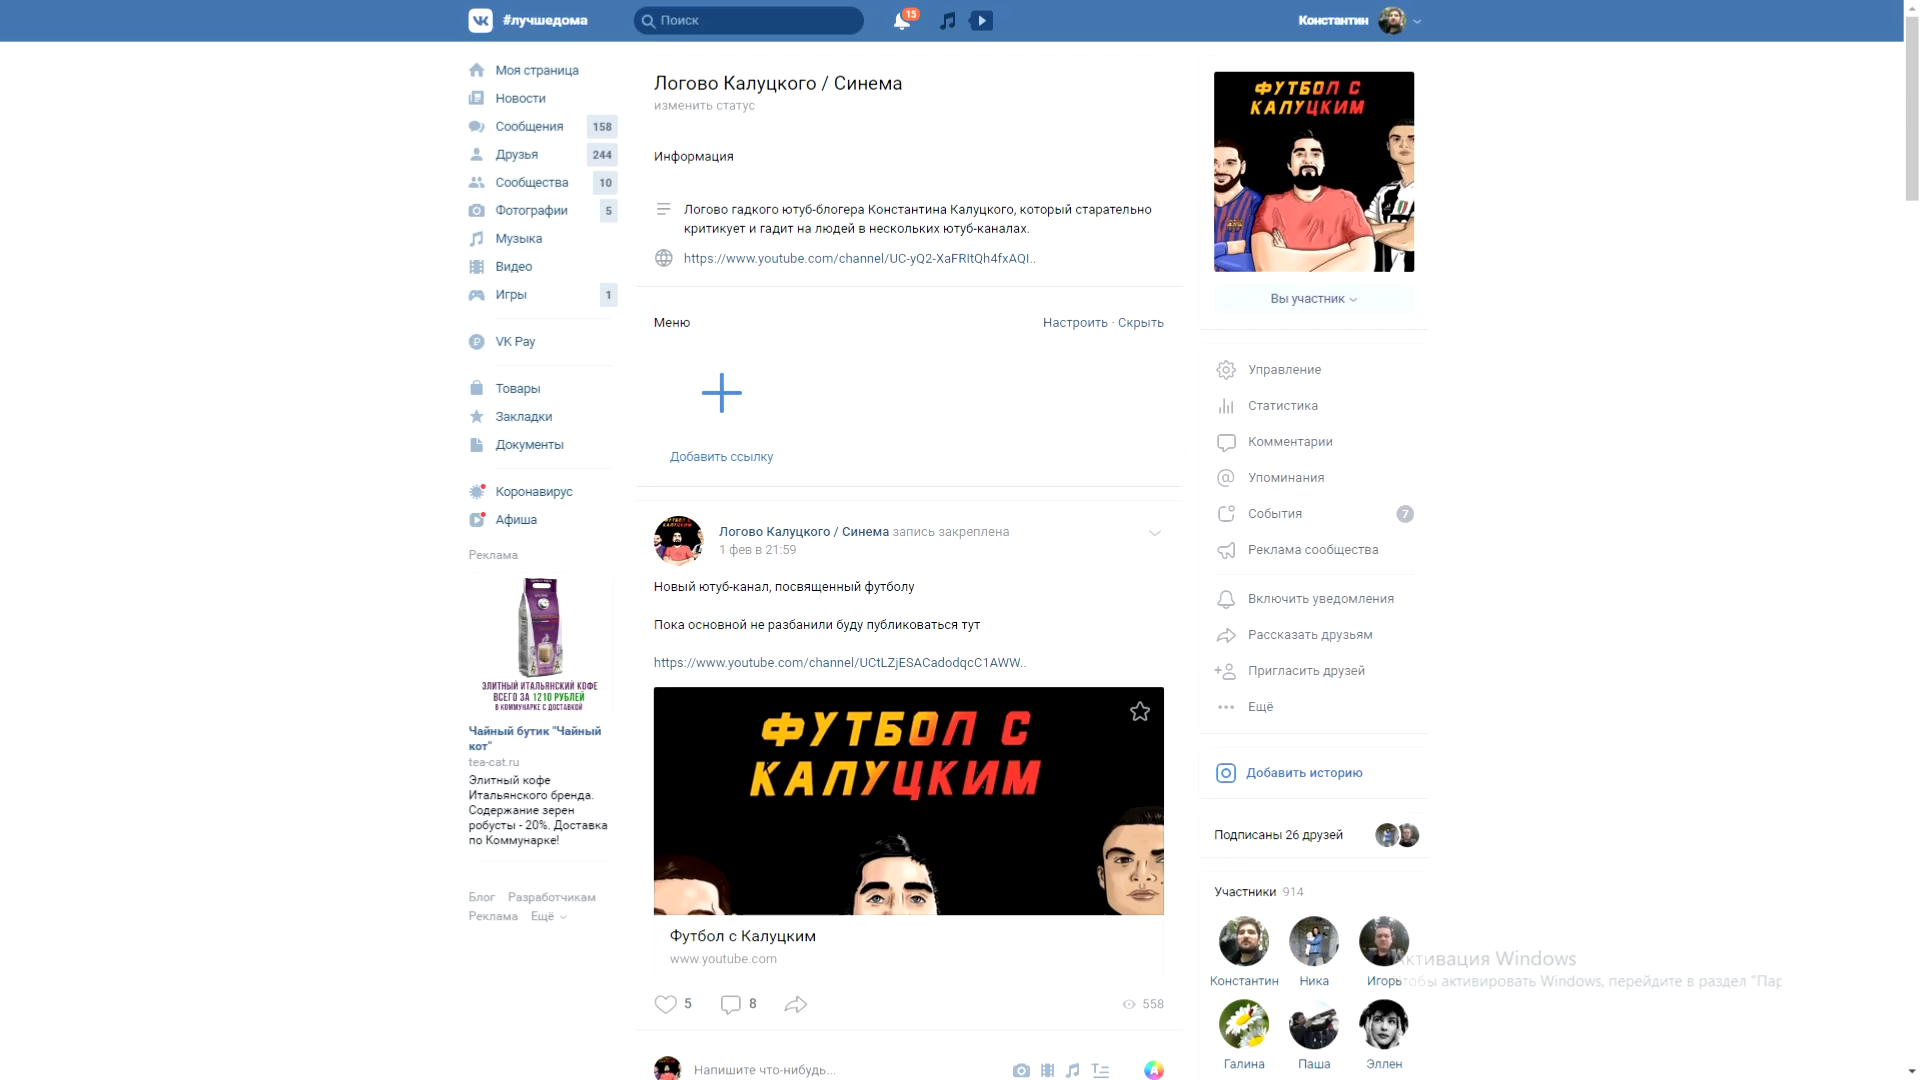 #лучшедома
Поиск
15
Константин
Моя страница
Новости
Сообщения 158
Друзья 244
Сообщества 10
Фотографии 5
Музыка
Видео
Игры 1
VK Pay
Товары
Закладки
Документы
Коронавирус
Афиша
Реклама
ЭЛИТНЫЙ ИТАЛЬЯНСКИЙ КОФЕ
ВСЕГО ЗА 1210 РУБЛЕЙ
В КОММУНАРКЕ С ДОСТАВКОЙ
Чайный бутик "Чайный
кот"
tea-cat.ru
Элитный кофе
Итальянского бренда.
Содержание зерен
робусты - 20%. Доставка
по Коммунарке!
Блог Разработчикам
Реклама Ещё
Логово Калуцкого / Синема
изменить статус
Информация
Логово гадкого ютуб-блогера Константина Калуцкого, который старательно
критикует и гадит на людей в нескольких ютуб-каналах.
https://www.youtube.com/channel/UC-yQ2-XaFRItQh4fxAQI..
Меню
Настроить · Скрыть
Добавить ссылку
Логово Калуцкого / Синема запись закреплена
1 фев в 21:59
Новый ютуб-канал, посвященный футболу
Пока основной не разбанили буду публиковаться тут
https://www.youtube.com/channel/UCtLZjESACadodqcC1AWW..
ФУТБОЛ С
КАЛУЦКИМ
Футбол с Калуцким
www.youtube.com
5 8
558
Напишите что-нибудь...
ФУТБОЛ С
КАЛУЦКИМ
Вы участник
Управление
Статистика
Комментарии
Упоминания
События 7
Реклама сообщества
Включить уведомления
Рассказать друзьям
Пригласить друзей
Ещё
Добавить историю
Подписаны 26 друзей
Участники 914
Константин Ника Игорь
Галина Паша Эллен
Активация Windows
Чтобы активировать Windows, перейдите в раздел